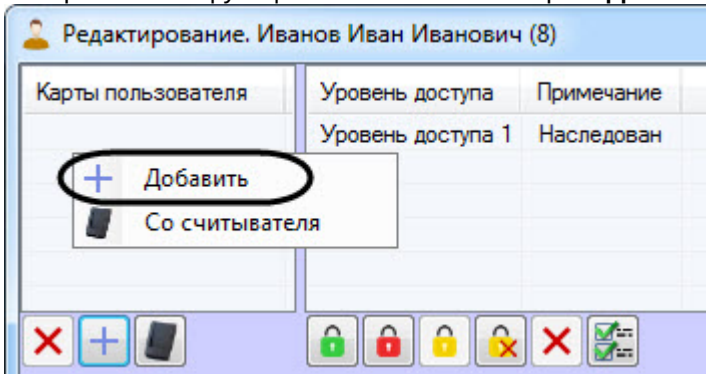 Редактирование. Иванов Иван Иванович (8)
Карты пользователя Уровень доступа Примечание
Уровень доступа 1 Наследован
Добавить
Со считывателя